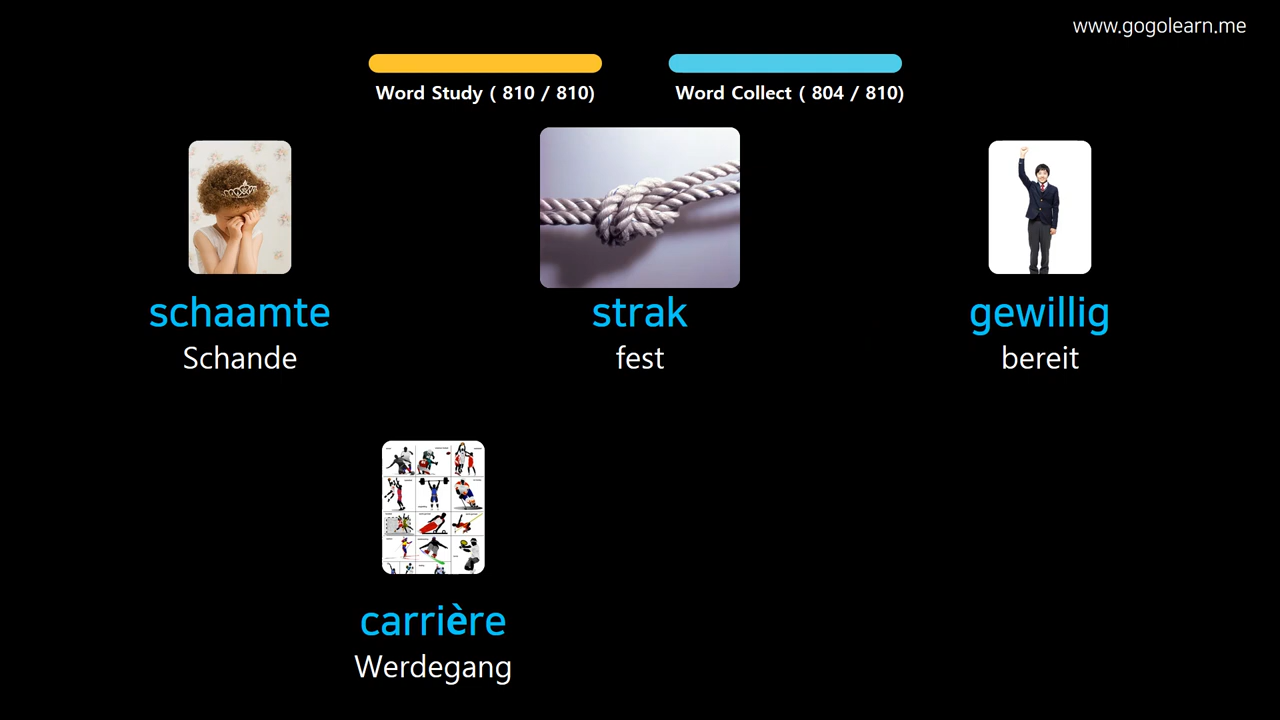 www.gogolearn.me
Word Study ( 810 / 810)
Word Collect ( 804 / 810)
schaamte
Schande
strak
fest
gewillig
bereit
carrière
Werdegang